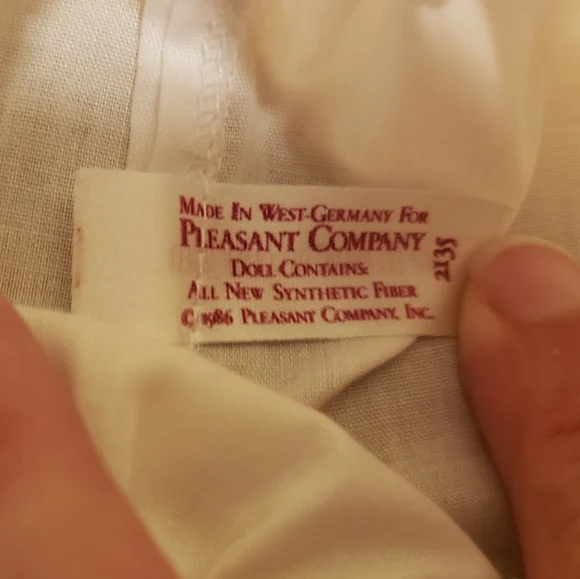 MADE IN WEST-GERMANY FOR
PLEASANT COMPANY
DOLL CONTAINS:
ALL NEW SYNTHETIC FIBER
© 1986 PLEASANT COMPANY, INC.
2135